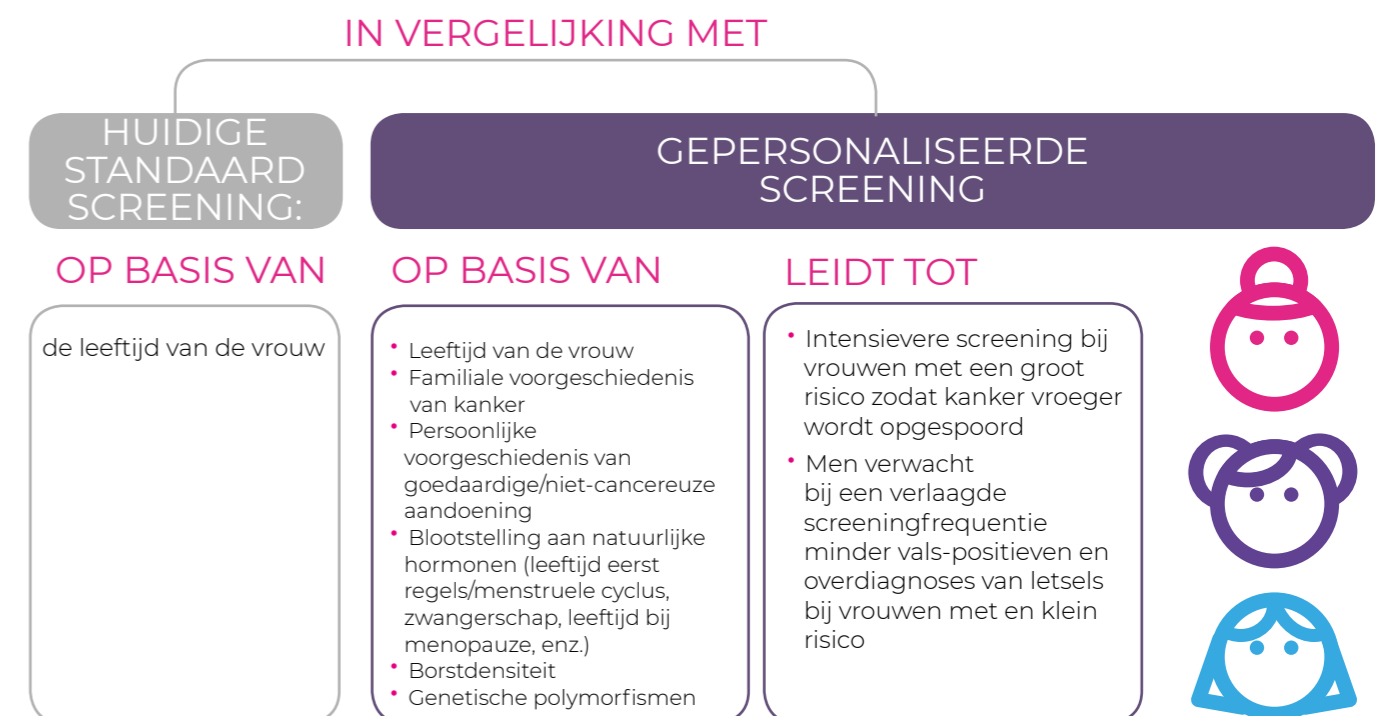 IN VERGELIJKING MET
HUIDIGE
STANDAARD
SCREENING:
GEPERSONALISEERDE
SCREENING
OP BASIS VAN
de leeftijd van de vrouw
OP BASIS VAN
• Leeftijd van de vrouw
• Familiale voorgeschiedenis
van kanker
• Persoonlijke
voorgeschiedenis van
goedaardige/niet-cancereuze
aandoening
• Blootstelling aan natuurlijke
hormonen (leeftijd eerst
regels/menstruele cyclus,
zwangerschap, leeftijd bij
menopauze, enz.)
• Borstdensiteit
• Genetische polymorfismen
LEIDT TOT
• Intensievere screening bij
vrouwen met een groot
risico zodat kanker vroeger
wordt opgespoord
• Men verwacht
bij een verlaagde
screeningfrequentie
minder vals-positieven en
overdiagnoses van letsels
bij vrouwen met en klein
risico